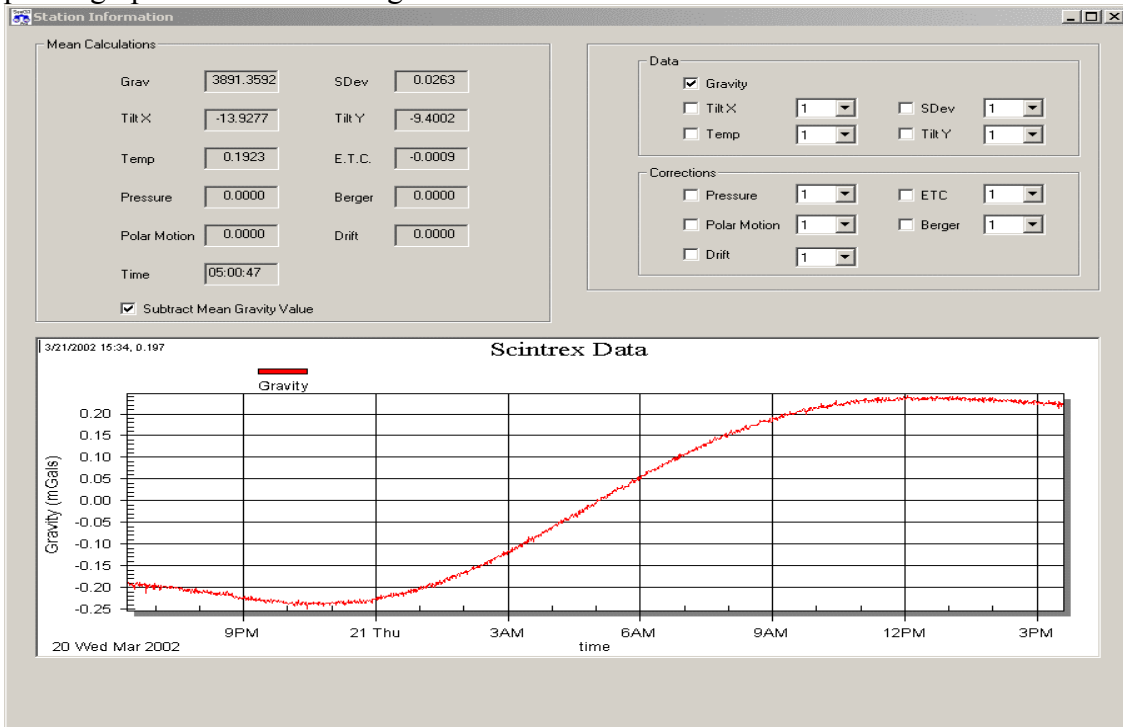 Station Information
Mean Calculations
Grav 3891.3592 SDev 0.0263
Tilt X -13.9277 Tilt Y -9.4002
Temp 0.1923 E.T.C. -0.0009
Pressure 0.0000 Berger 0.0000
Polar Motion 0.0000 Drift 0.0000
Time 05:00:47
Subtract Mean Gravity Value
Data
Gravity
Tilt X 1 SDev 1
Temp 1 Tilt Y 1
Corrections
Pressure 1 ETC 1
Polar Motion 1 Berger 1
Drift 1
3/21/2002 15:34, 0.197
Scintrex Data
Gravity
Gravity (mGals)
0.20
0.15
0.10
0.05
0.00
-0.05
-0.10
-0.15
-0.20
-0.25
9PM 21 Thu 3AM 6AM 9AM 12PM 3PM
20 Wed Mar 2002 time